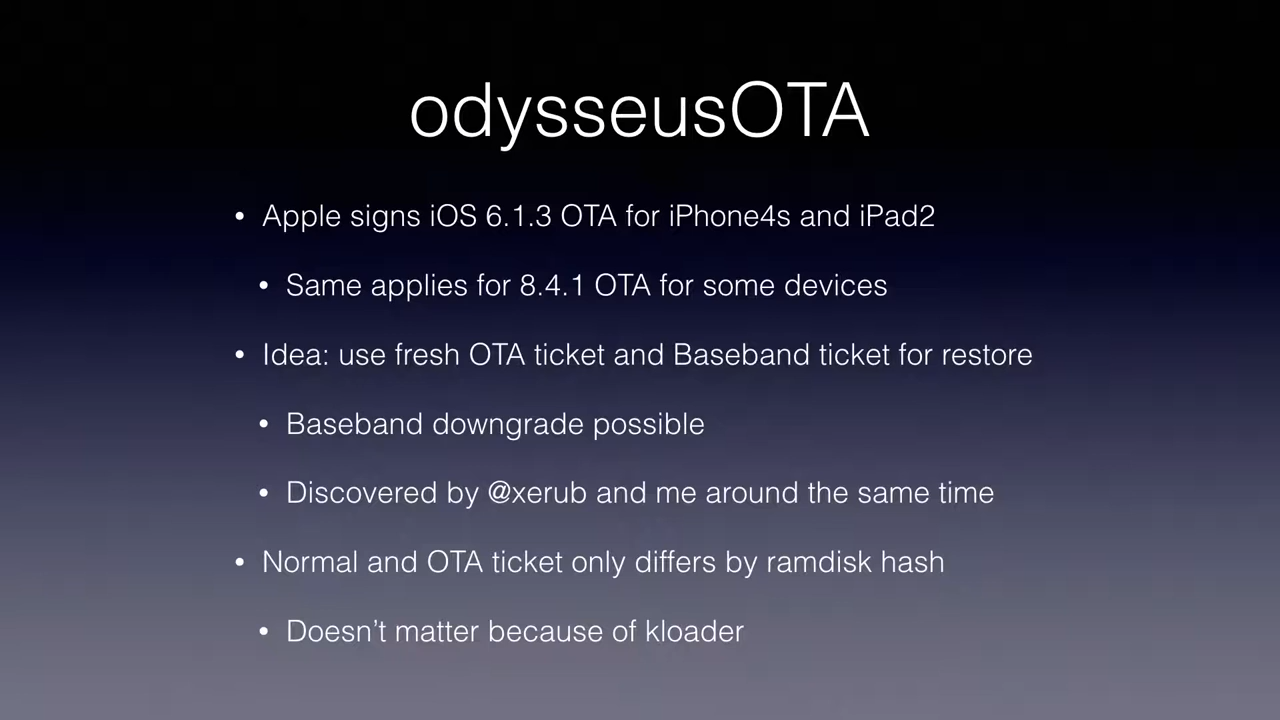 odysseusOTA
• Apple signs iOS 6.1.3 OTA for iPhone4s and iPad2
• Same applies for 8.4.1 OTA for some devices
• Idea: use fresh OTA ticket and Baseband ticket for restore
• Baseband downgrade possible
• Discovered by @xerub and me around the same time
• Normal and OTA ticket only differs by ramdisk hash
• Doesn’t matter because of kloader